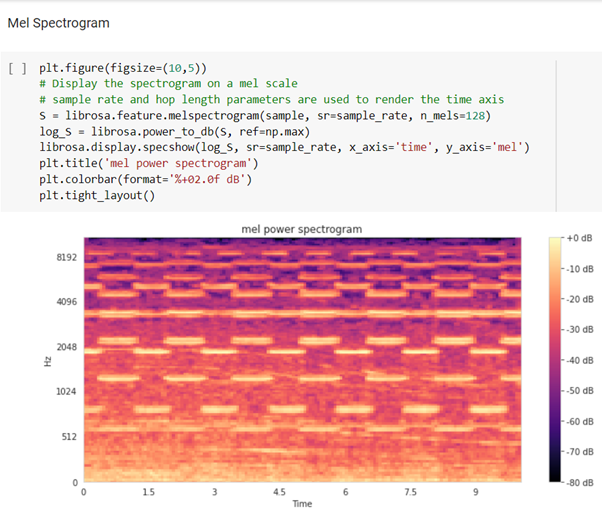 Mel Spectrogram
[ ] plt.figure(figsize=(10,5))
# Display the spectrogram on a mel scale
# sample rate and hop length parameters are used to render the time axis
S = librosa.feature.melspectrogram(sample, sr=sample_rate, n_mels=128)
log_S = librosa.power_to_db(S, ref=np.max)
librosa.display.specshow(log_S, sr=sample_rate, x_axis='time', y_axis='mel')
plt.title('mel power spectrogram')
plt.colorbar(format='%+02.0f dB')
plt.tight_layout()
mel power spectrogram
8192
4096
2048
1024
512
0
Hz
0 1.5 3 4.5 6 7.5 9
Time
+0 dB
-10 dB
-20 dB
-30 dB
-40 dB
-50 dB
-60 dB
-70 dB
-80 dB